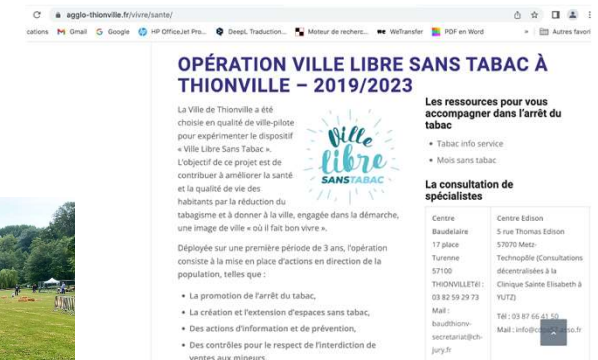 agglo-thionville.fr/vivre/sante/
cations Gmail Google HP OfficeJet Pro... DeepL Traduction... Moteur de recherc... we WeTransfer PDF en Word » Autres favori
OPÉRATION VILLE LIBRE SANS TABAC À
THIONVILLE – 2019/2023
La Ville de Thionville a été
choisie en qualité de ville-pilote
pour expérimenter le dispositif
« Ville Libre Sans Tabac ».
L'objectif de ce projet est de
contribuer à améliorer la santé
et la qualité de vie des
habitants par la réduction du
tabagisme et à donner à la ville, engagée dans la démarche,
une image de ville « où il fait bon vivre ».
Ville
libre
SANSTABAC
Déployée sur une première période de 3 ans, l'opération
consiste à la mise en place d'actions en direction de la
population, telles que :
• La promotion de l'arrêt du tabac,
• La création et l'extension d'espaces sans tabac,
• Des actions d'information et de prévention,
• Des contrôles pour le respect de l'interdiction de
ventes aux mineurs.
Les ressources pour vous
accompagner dans l'arrêt du
tabac
• Tabac info service
• Mois sans tabac
La consultation de
spécialistes
Centre
Baudelaire
17 place
Turenne
57100
THIONVILLETél :
03 82 59 29 73
Mail :
baudthionv-
secretariat@ch-
jury.fr
Centre Edison
5 rue Thomas Edison
57070 Metz-
Technopôle (Consultations
décentralisées à la
Clinique Sainte Elisabeth à
YUTZ)
Tél : 03 87 66 41 50
Mail :